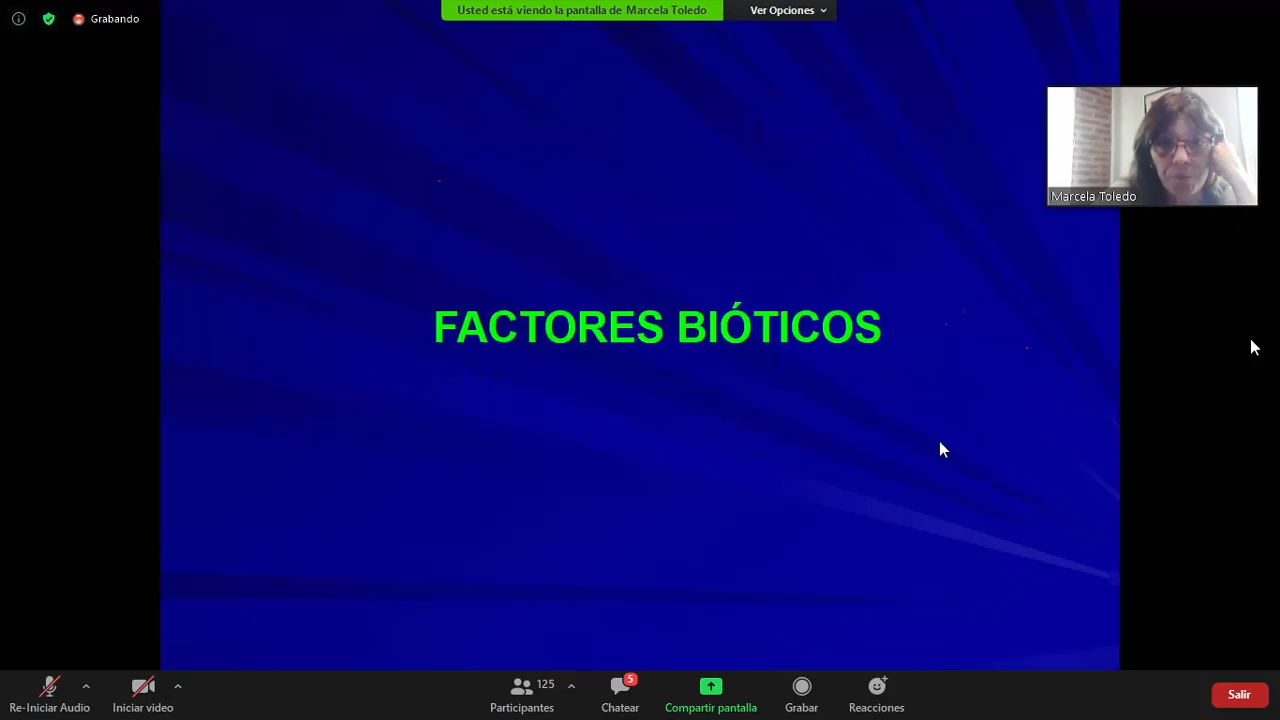 Grabando
Usted está viendo la pantalla de Marcela Toledo
Ver Opciones
Marcela Toledo
FACTORES BIÓTICOS
Re-Iniciar Audio
Iniciar video
125
Participantes
5
Chatear
Compartir pantalla
Grabar
Reacciones
Salir